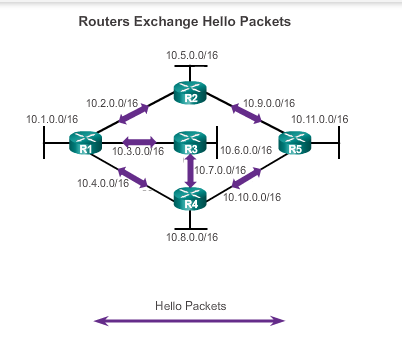 Routers Exchange Hello Packets
10.5.0.0/16
R2
10.2.0.0/16
10.9.0.0/16
10.1.0.0/16
10.11.0.0/16
R1
10.3.0.0/16
R3
10.6.0.0/16
R5
10.7.0.0/16
10.4.0.0/16
10.10.0.0/16
R4
10.8.0.0/16
Hello Packets